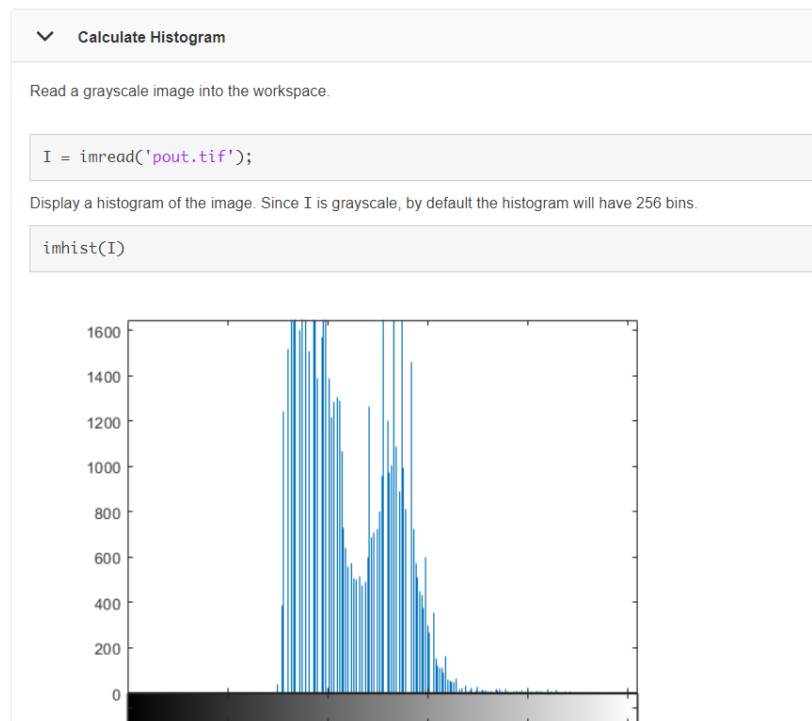 Calculate Histogram
Read a grayscale image into the workspace.
I = imread('pout.tif');
Display a histogram of the image. Since I is grayscale, by default the histogram will have 256 bins.
imhist(I)
1600
1400
1200
1000
800
600
400
200
0